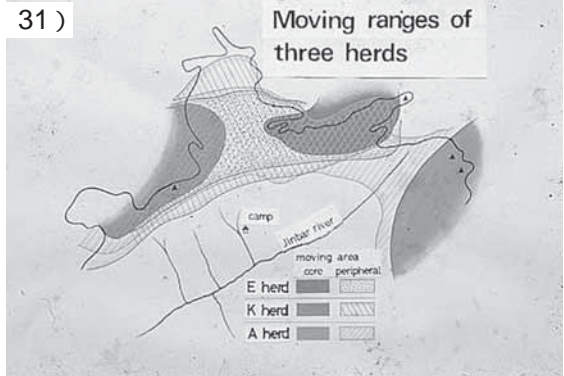 31）
Moving ranges of
three herds
camp
Jinbar river
moving area
core peripheral
E herd
K herd
A herd